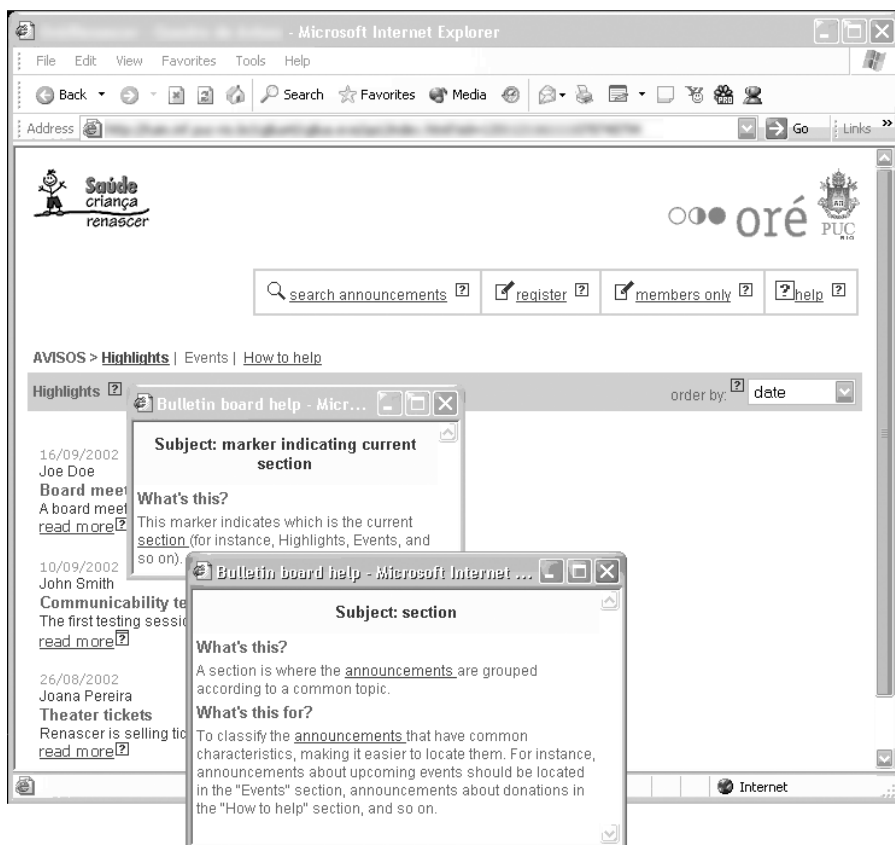 - Microsoft Internet Explorer
File Edit View Favorites Tools Help
Back Search Favorites Media
Address Go Links »
Saúde
criança
renascer
oré
PUC
RIO
search announcements ? register ? members only ? ? help ?
AVISOS > Highlights | Events | How to help
Highlights ? order by: ? date
16/09/2002
Joe Doe
Board meet
A board meet
read more ?
10/09/2002
John Smith
Communicability te
The first testing sessio
read more ?
26/08/2002
Joana Pereira
Theater tickets
Renascer is selling tic
read more ?
Bulletin board help - Micr...
Subject: marker indicating current
section
What's this?
This marker indicates which is the current
section (for instance, Highlights, Events, and
so on).
Bulletin board help - Microsoft Internet ...
Subject: section
What's this?
A section is where the announcements are grouped
according to a common topic.
What's this for?
To classify the announcements that have common
characteristics, making it easier to locate them. For instance,
announcements about upcoming events should be located
in the "Events" section, announcements about donations in
the "How to help" section, and so on.
Internet